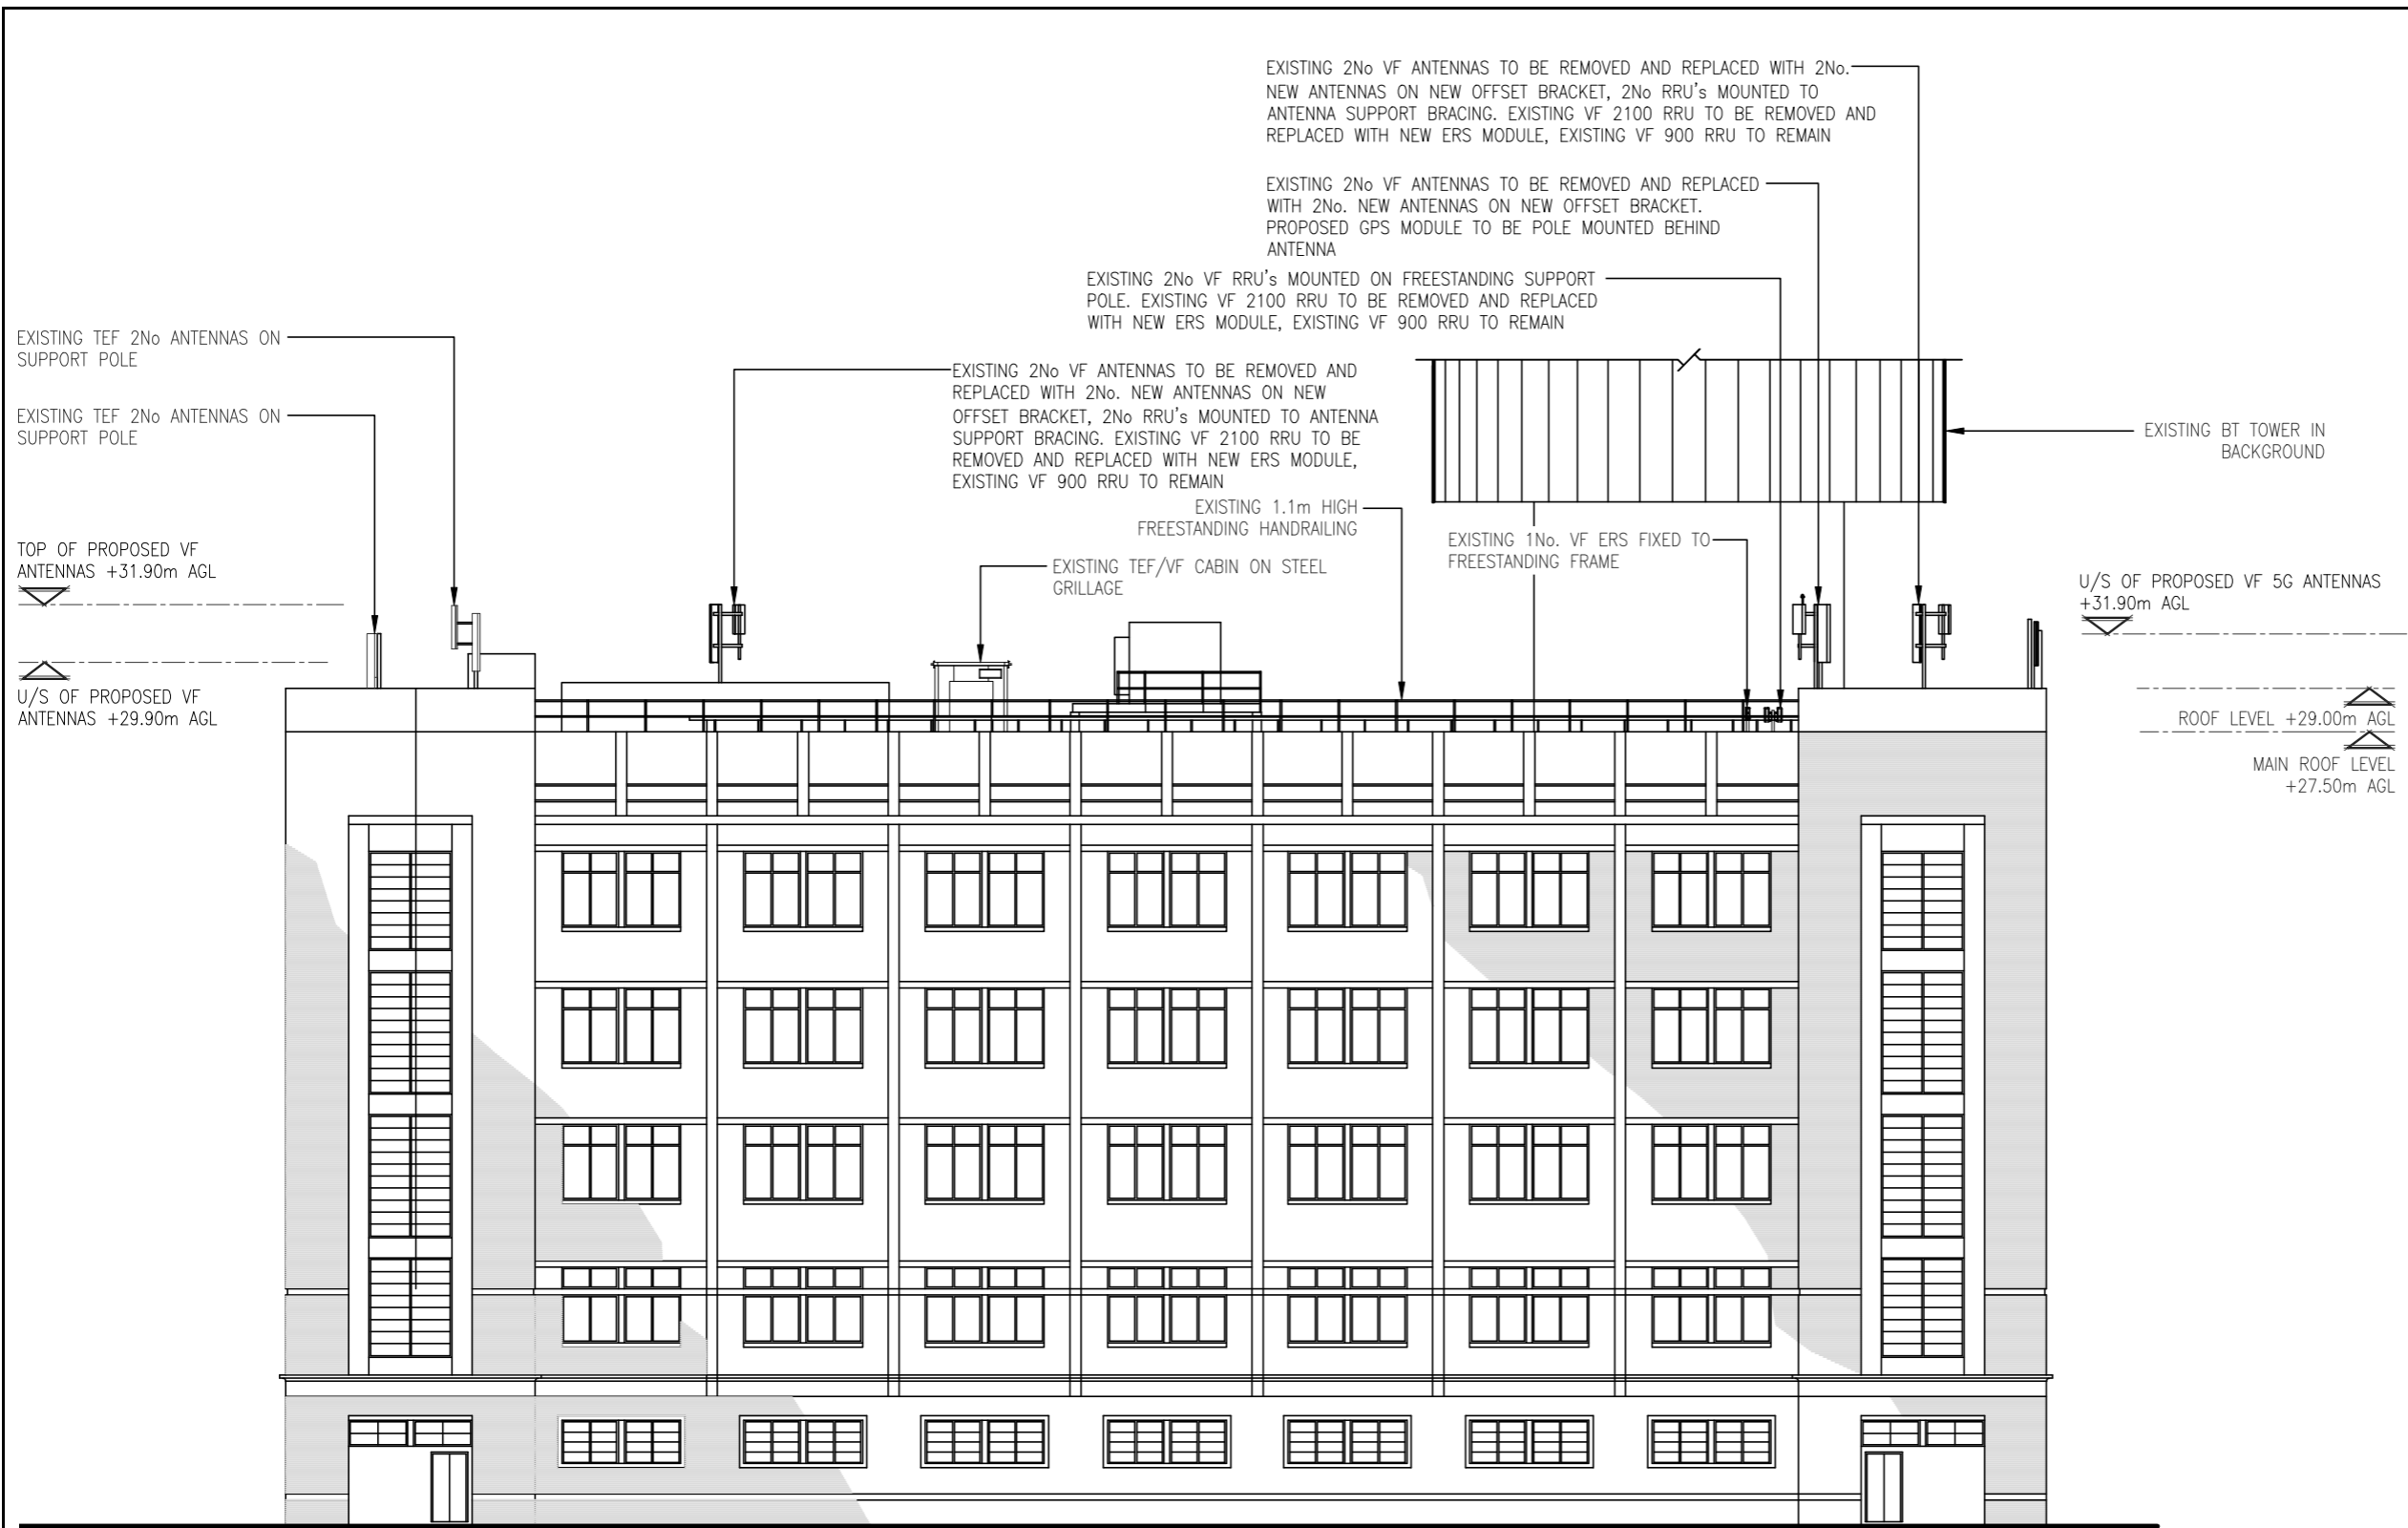 EXISTING 2No VF ANTENNAS TO BE REMOVED AND REPLACED WITH 2No.
NEW ANTENNAS ON NEW OFFSET BRACKET, 2No RRU's MOUNTED TO
ANTENNA SUPPORT BRACING. EXISTING VF 2100 RRU TO BE REMOVED AND
REPLACED WITH NEW ERS MODULE, EXISTING VF 900 RRU TO REMAIN
EXISTING 2No VF ANTENNAS TO BE REMOVED AND REPLACED
WITH 2No. NEW ANTENNAS ON NEW OFFSET BRACKET.
PROPOSED GPS MODULE TO BE POLE MOUNTED BEHIND
ANTENNA
EXISTING 2No VF RRU's MOUNTED ON FREESTANDING SUPPORT
POLE. EXISTING VF 2100 RRU TO BE REMOVED AND REPLACED
WITH NEW ERS MODULE, EXISTING VF 900 RRU TO REMAIN
EXISTING TEF 2No ANTENNAS ON
SUPPORT POLE
EXISTING 2No VF ANTENNAS TO BE REMOVED AND
REPLACED WITH 2No. NEW ANTENNAS ON NEW
OFFSET BRACKET, 2No RRU's MOUNTED TO ANTENNA
SUPPORT BRACING. EXISTING VF 2100 RRU TO BE
REMOVED AND REPLACED WITH NEW ERS MODULE,
EXISTING VF 900 RRU TO REMAIN
EXISTING TEF 2No ANTENNAS ON
SUPPORT POLE
EXISTING BT TOWER IN
BACKGROUND
EXISTING 1.1m HIGH
FREESTANDING HANDRAILING
EXISTING 1No. VF ERS FIXED TO
FREESTANDING FRAME
TOP OF PROPOSED VF
ANTENNAS +31.90m AGL
EXISTING TEF/VF CABIN ON STEEL
GRILLAGE
U/S OF PROPOSED VF 5G ANTENNAS
+31.90m AGL
U/S OF PROPOSED VF
ANTENNAS +29.90m AGL
ROOF LEVEL +29.00m AGL
MAIN ROOF LEVEL
+27.50m AGL